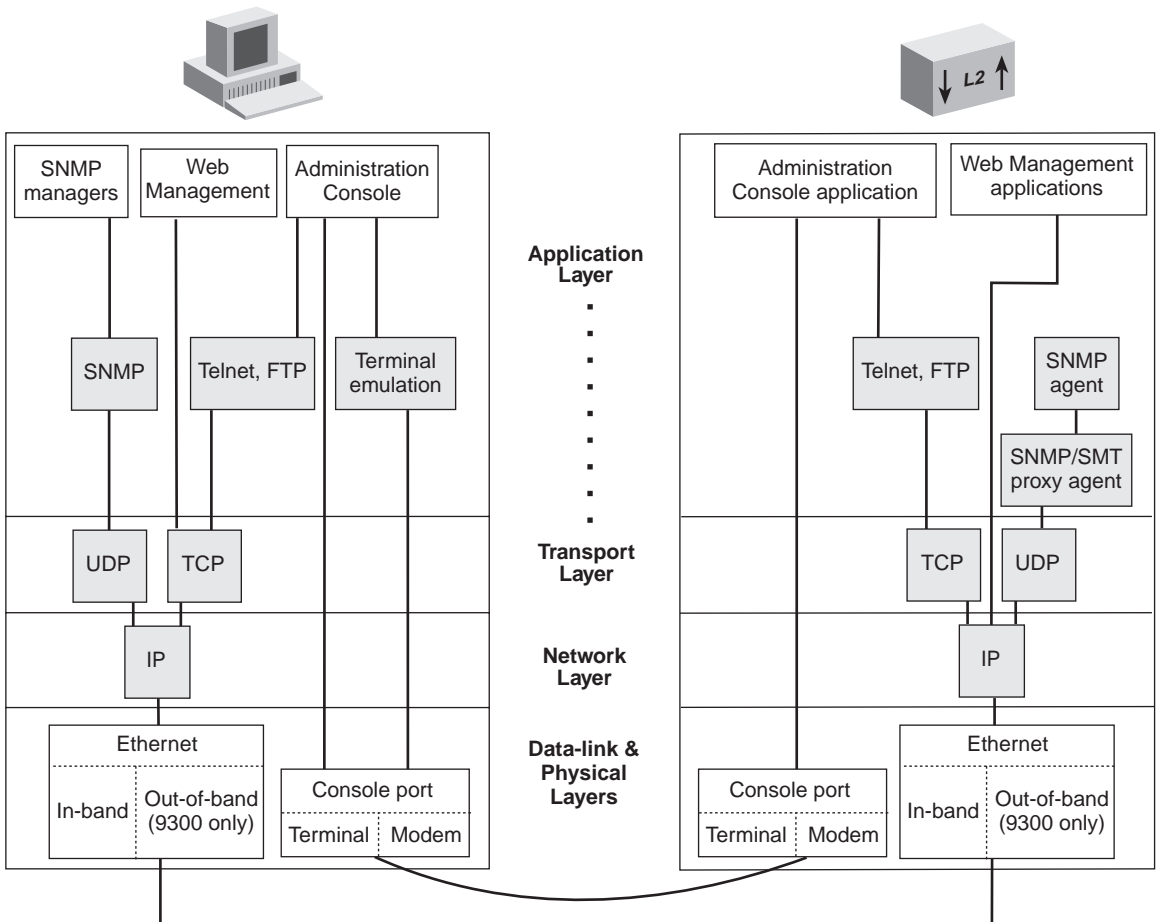 L2
SNMP
managers
Web
Management
Administration
Console
Administration
Console application
Web Management
applications
Application
Layer
SNMP
Telnet, FTP
Terminal
emulation
Telnet, FTP
SNMP
agent
SNMP/SMT
proxy agent
UDP
TCP
Transport
Layer
TCP
UDP
IP
Network
Layer
IP
Ethernet
In-band
Out-of-band
(9300 only)
Console port
Terminal
Modem
Data-link &
Physical
Layers
Console port
Terminal
Modem
Ethernet
In-band
Out-of-band
(9300 only)